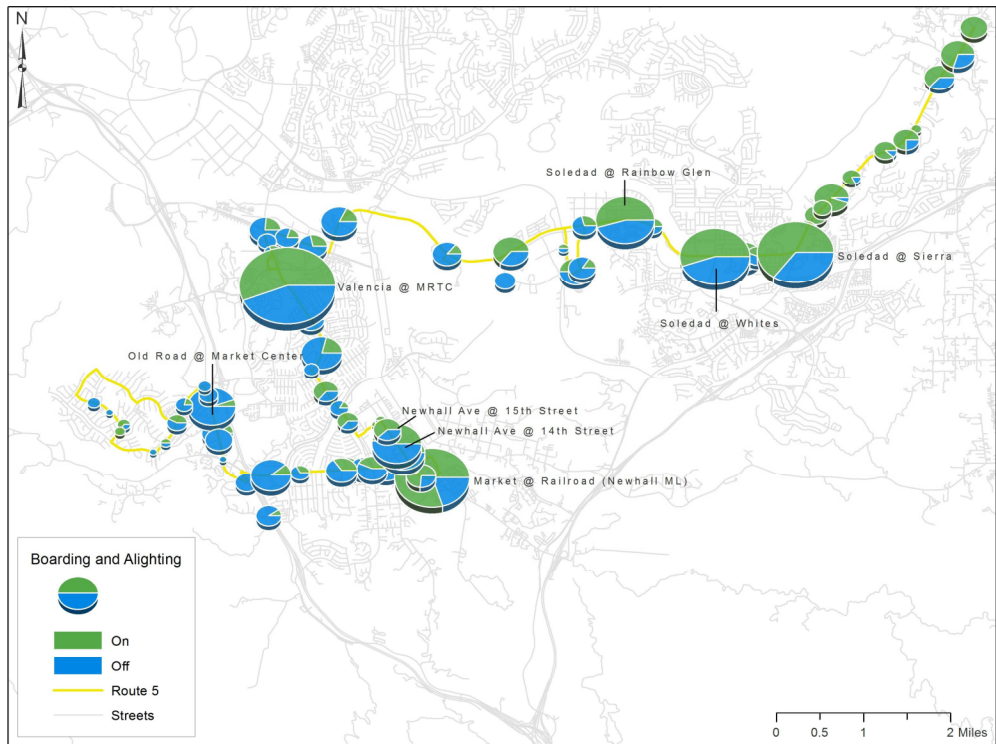 N
Soledad @ Rainbow Glen
Soledad @ Sierra
Valencia @ MRTC
Soledad @ Whites
Old Road @ Market Center
Newhall Ave @ 15th Street
Newhall Ave @ 14th Street
Market @ Railroad (Newhall ML)
Boarding and Alighting
On
Off
Route 5
Streets
0 0.5 1 2 Miles